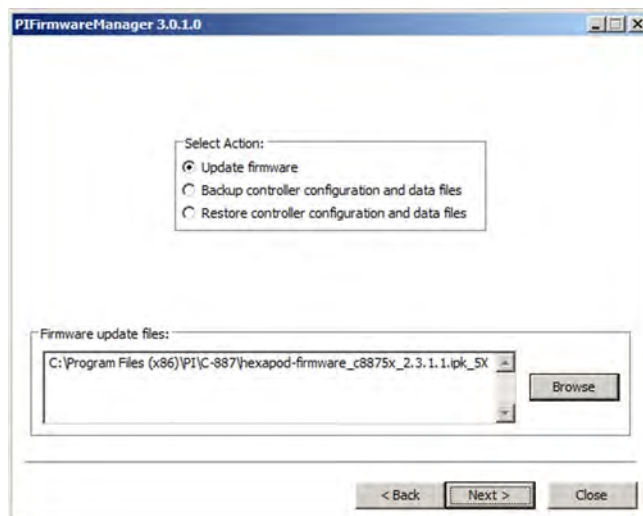 PIFirmwareManager 3.0.1.0
Select Action:
Update firmware
Backup controller configuration and data files
Restore controller configuration and data files
Firmware update files:
C:\Program Files (x86)\PI\C-887\hexapod-firmware_c8875x_2.3.1.1.ipk_5X
Browse
< Back Next > Close